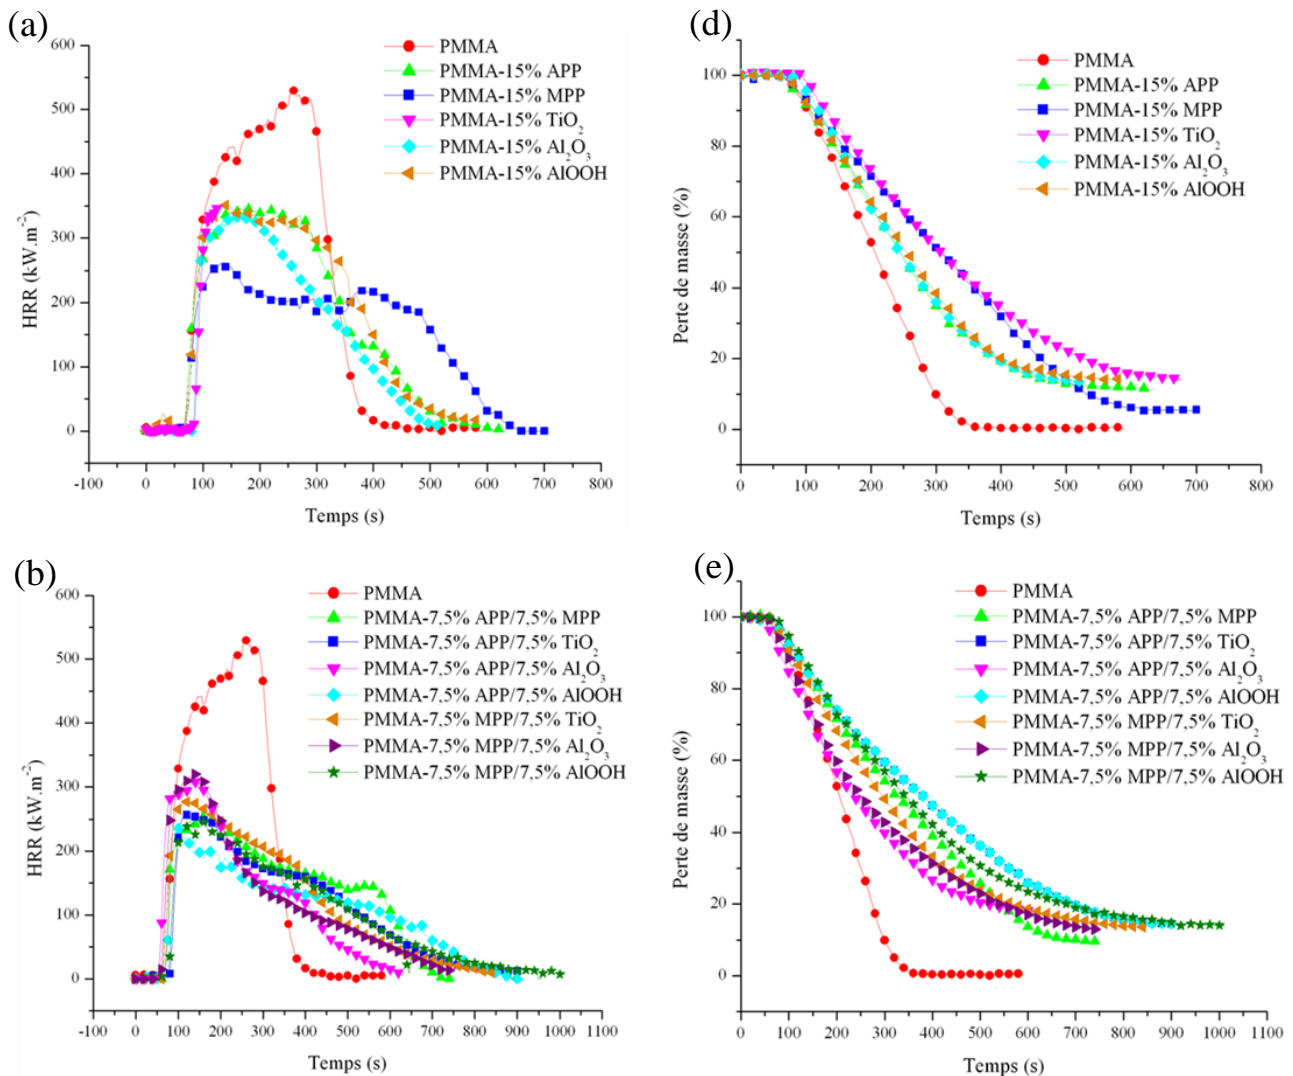 (a)
600
500
400
300
200
100
0
HRR (kW.m-2)
-100 0 100 200 300 400 500 600 700 800
Temps (s)
PMMA
PMMA-15% APP
PMMA-15% MPP
PMMA-15% TiO2
PMMA-15% Al2O3
PMMA-15% AlOOH
(d)
100
80
60
40
20
0
Perte de masse (%)
0 100 200 300 400 500 600 700 800
Temps (s)
PMMA
PMMA-15% APP
PMMA-15% MPP
PMMA-15% TiO2
PMMA-15% Al2O3
PMMA-15% AlOOH
(b)
600
500
400
300
200
100
0
HRR (kW.m-2)
-100 0 100 200 300 400 500 600 700 800 900 1000 1100
Temps (s)
PMMA
PMMA-7,5% APP/7,5% MPP
PMMA-7,5% APP/7,5% TiO2
PMMA-7,5% APP/7,5% Al2O3
PMMA-7,5% APP/7,5% AlOOH
PMMA-7,5% MPP/7,5% TiO2
PMMA-7,5% MPP/7,5% Al2O3
PMMA-7,5% MPP/7,5% AlOOH
(e)
100
80
60
40
20
0
Perte de masse (%)
0 100 200 300 400 500 600 700 800 900 1000 1100
Temps (s)
PMMA
PMMA-7,5% APP/7,5% MPP
PMMA-7,5% APP/7,5% TiO2
PMMA-7,5% APP/7,5% Al2O3
PMMA-7,5% APP/7,5% AlOOH
PMMA-7,5% MPP/7,5% TiO2
PMMA-7,5% MPP/7,5% Al2O3
PMMA-7,5% MPP/7,5% AlOOH